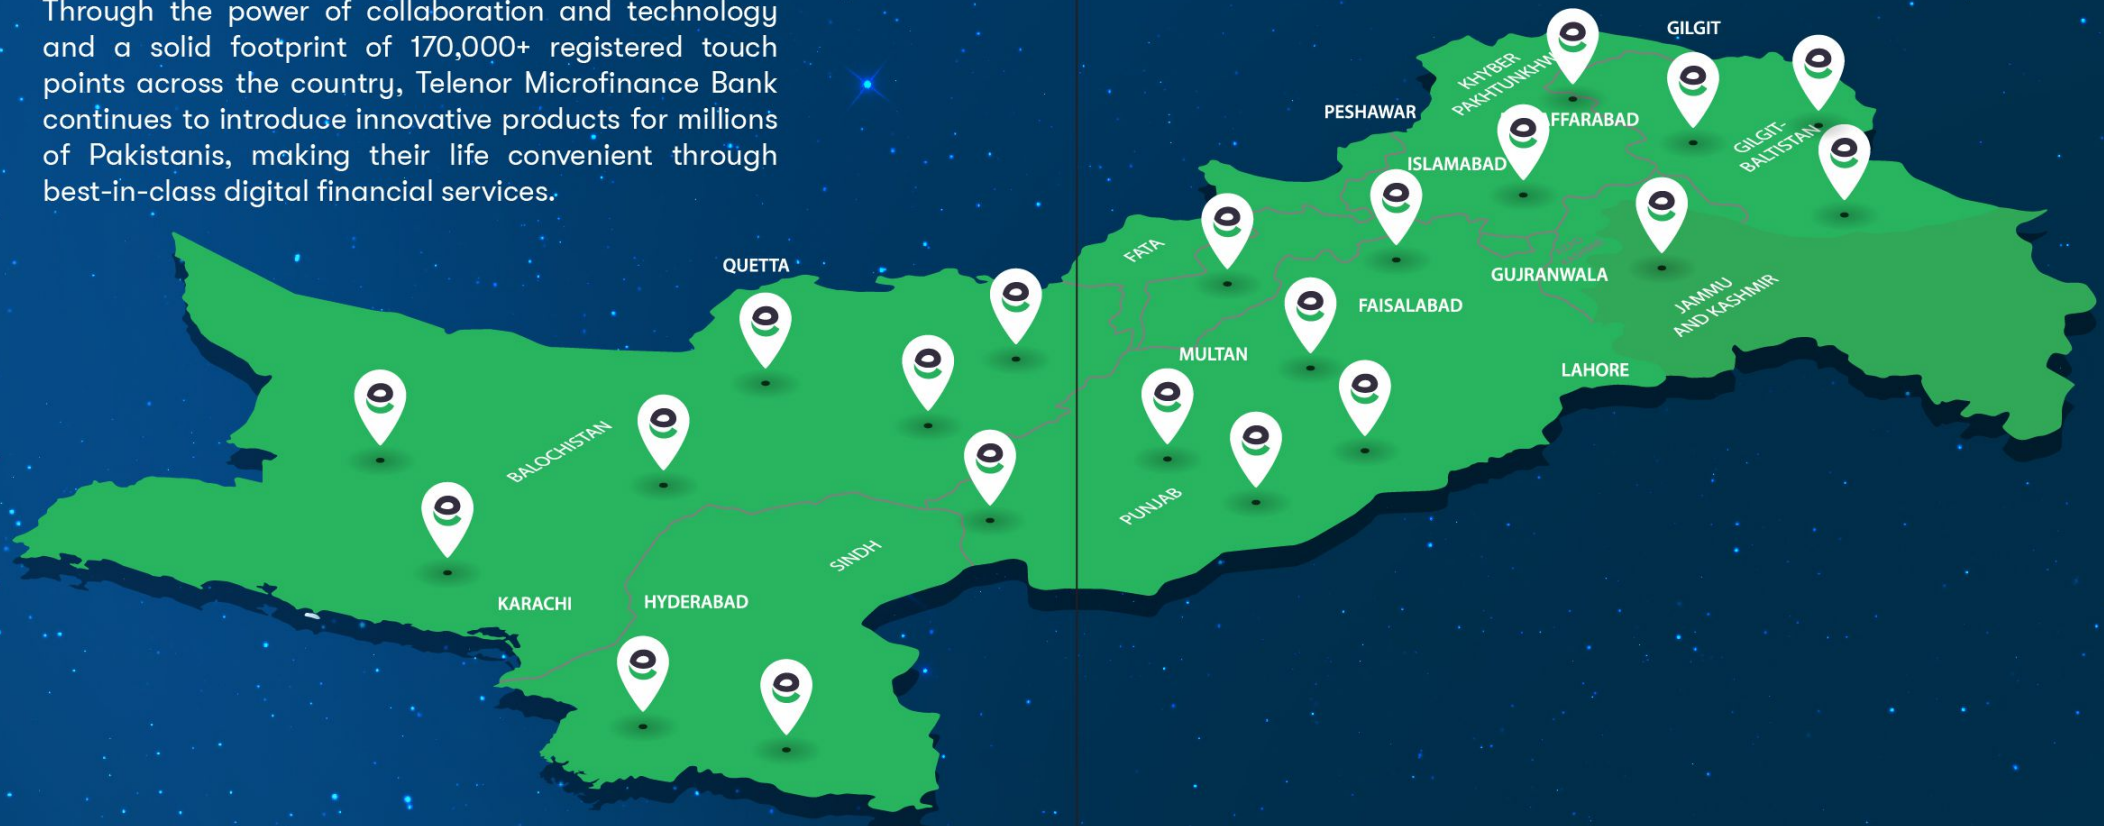 Through the power of collaboration and technology
and a solid footprint of 170,000+ registered touch
points across the country, Telenor Microfinance Bank
continues to introduce innovative products for millions
of Pakistanis, making their life convenient through
best-in-class digital financial services.
GILGIT
KHYBER
PESHAWAR
GILGIT-
BALTISTAN
ISLAMABAD
FATA
QUETTA
GUJRANWALA
JAMMU
AND KASHMIR
FAISALABAD
MULTAN
LAHORE
BALOCHISTAN
PUNJAB
SINDH
KARACHI
HYDERABAD